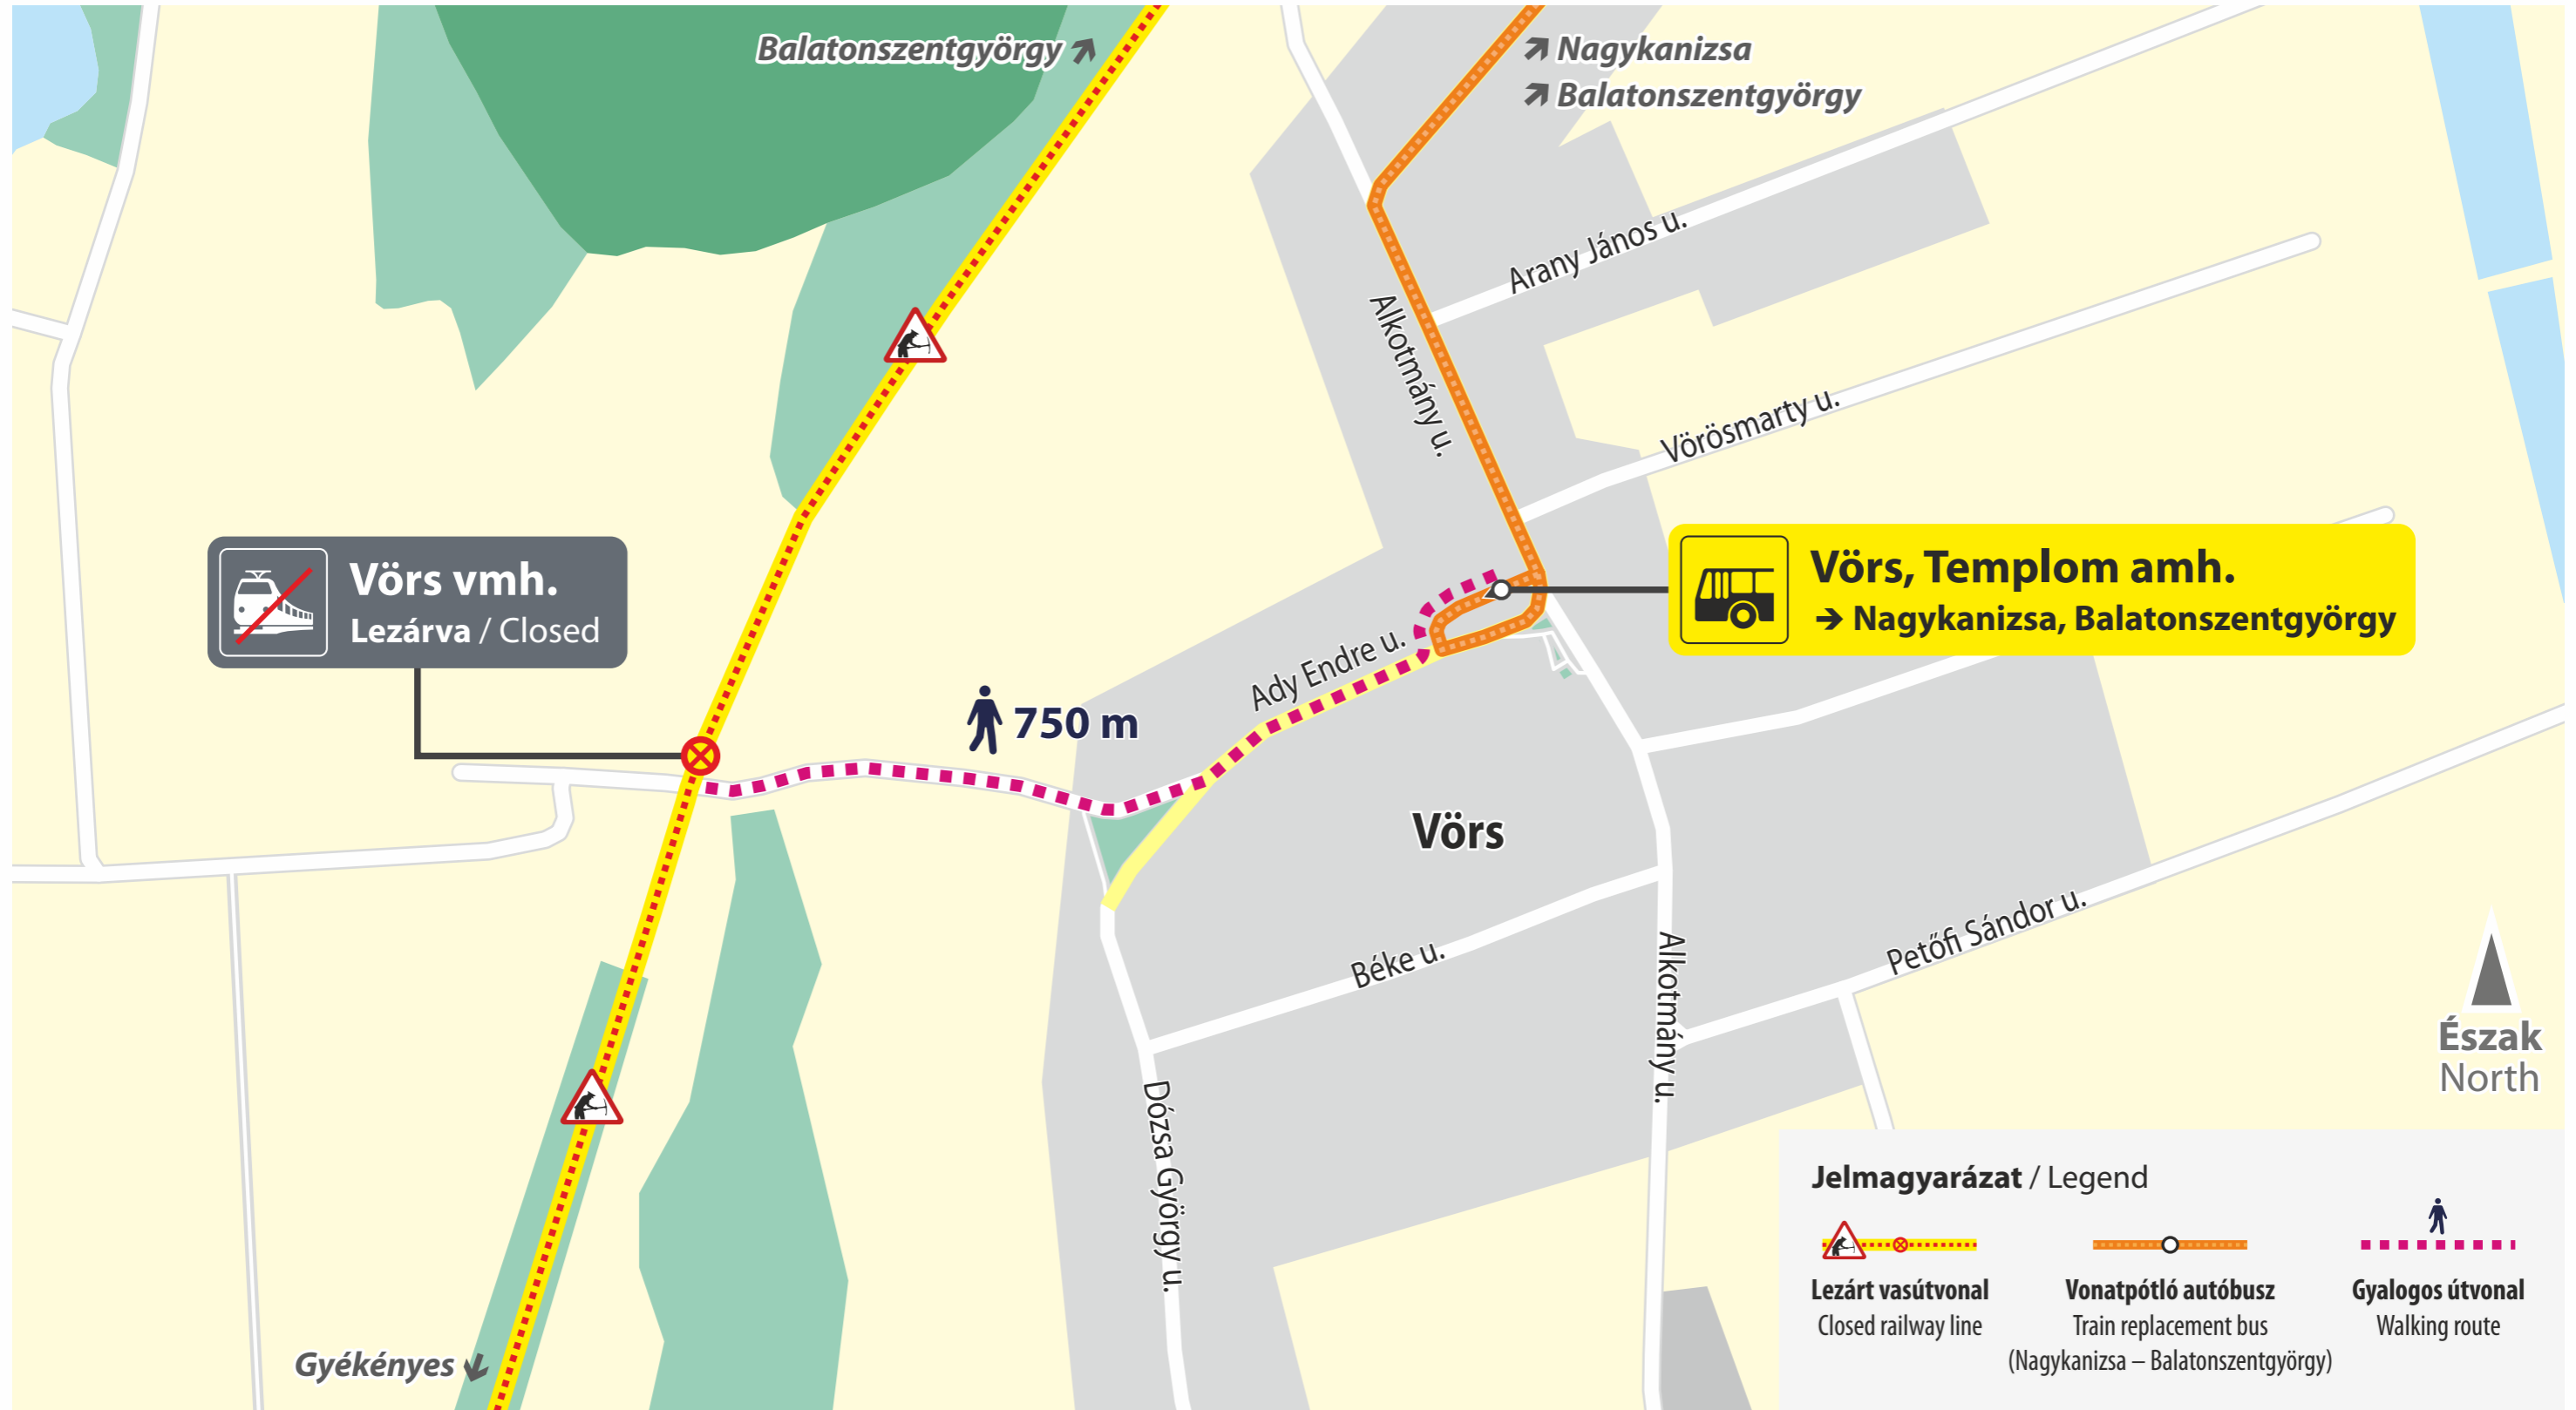 Balatonszentgyörgy
Nagykanizsa
Balatonszentgyörgy
Arany János u.
Alkotmány u.
Vörösmarty u.
Vörs vmh.
Lezárva / Closed
Vörs, Templom amh.
➔ Nagykanizsa, Balatonszentgyörgy
Ady Endre u.
750 m
Vörs
Béke u.
Alkotmány u.
Petőfi Sándor u.
Dózsa György u.
Észak
North
Gyékényes
Jelmagyarázat / Legend
Lezárt vasútvonal
Closed railway line
Vonatpótló autóbusz
Train replacement bus
(Nagykanizsa – Balatonszentgyörgy)
Gyalogos útvonal
Walking route